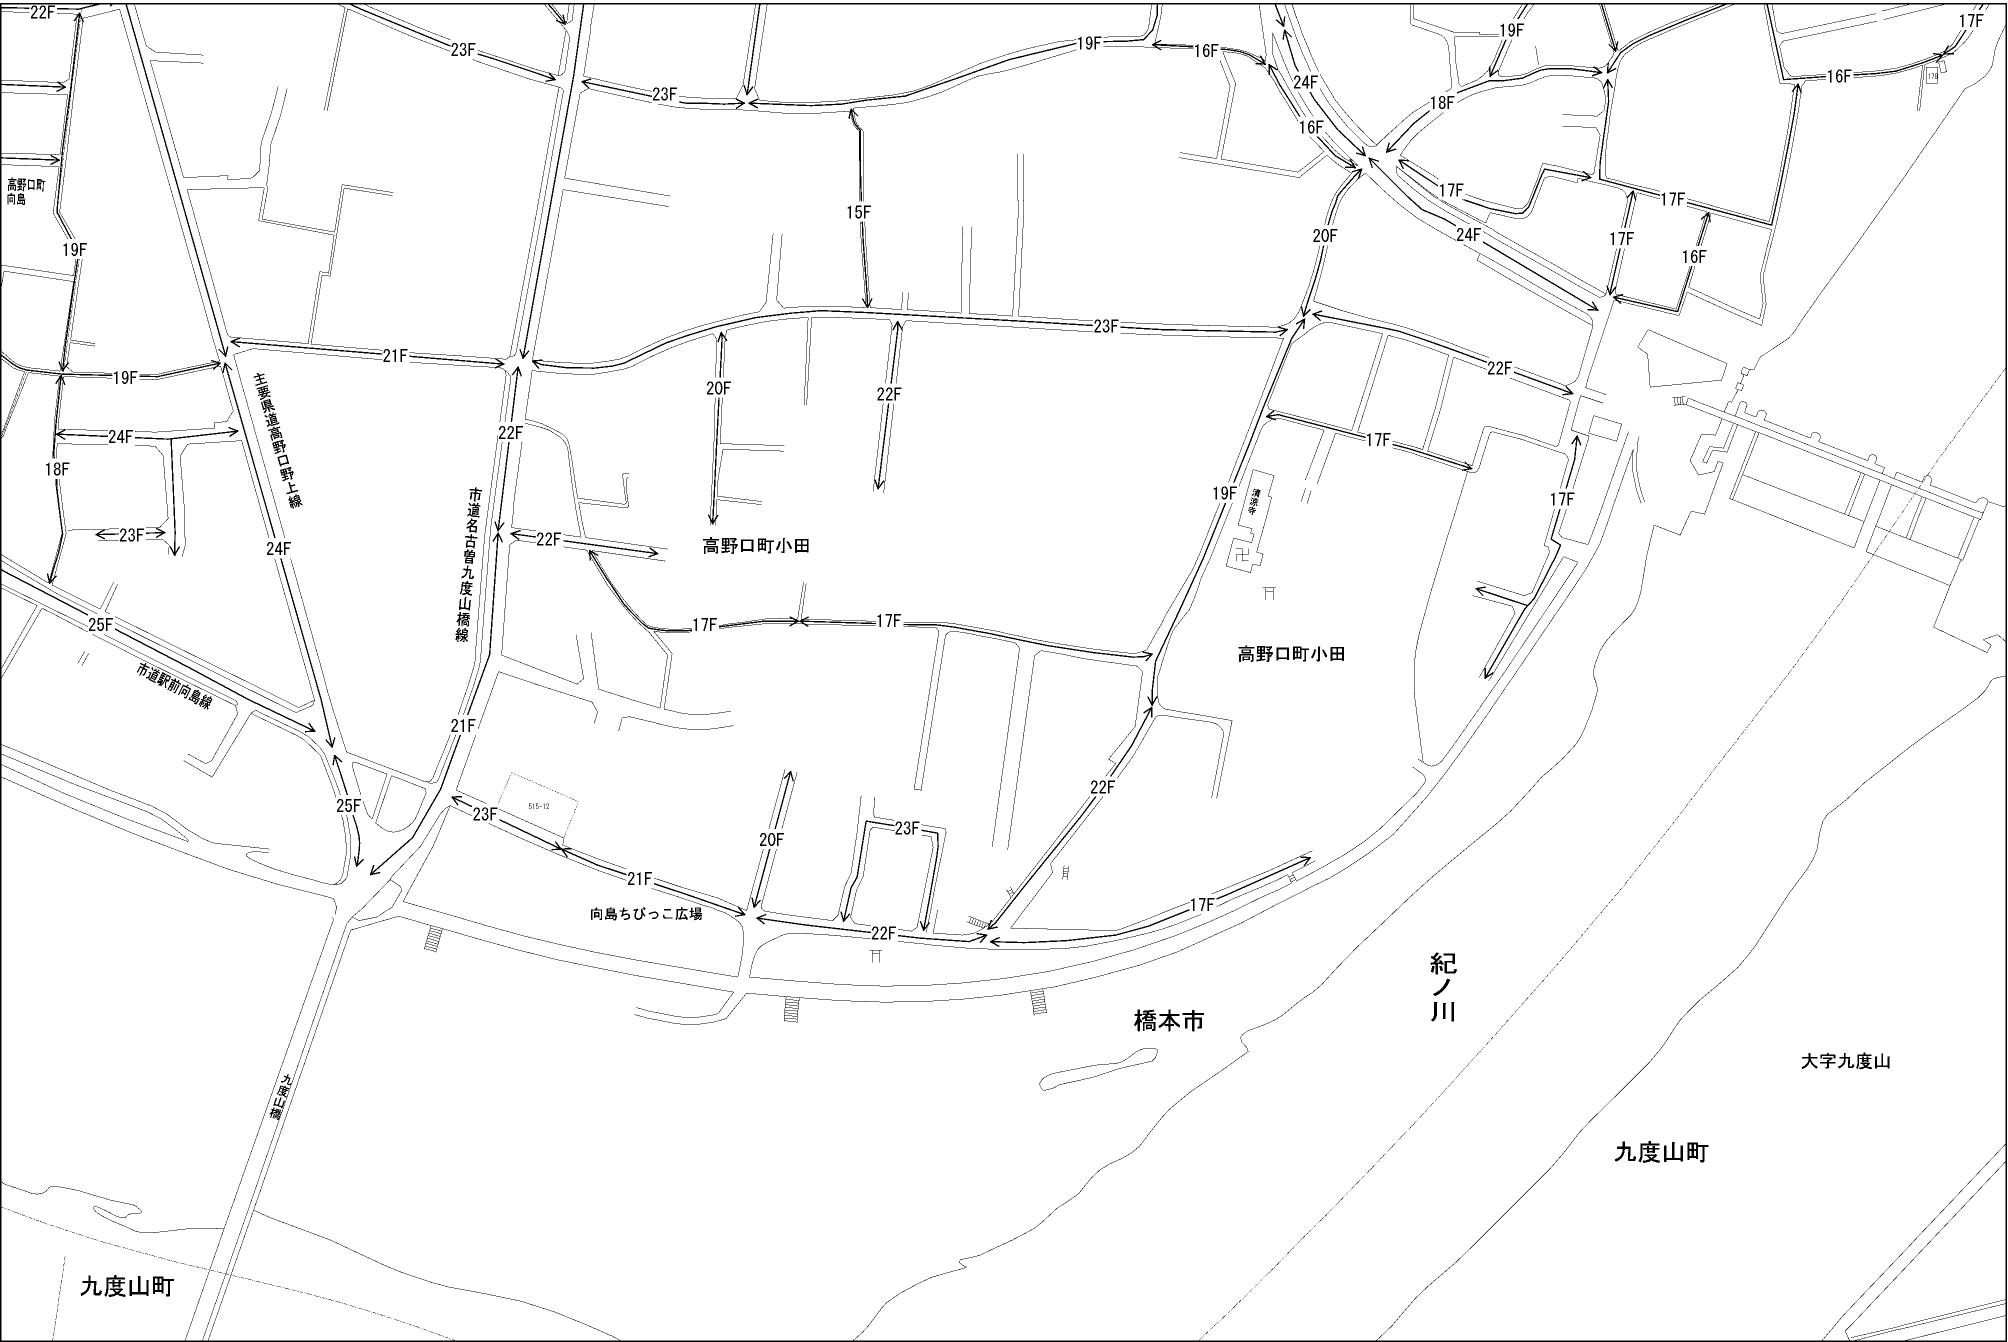 22F
23F
19F
16F
24F
19F
17F
16F
178
23F
18F
16F
高野口町
向島
17F
17F
15F
19F
20F
24F
17F
16F
23F
21F
22F
19F
20F
22F
主要県道高野口野上線
24F
22F
17F
18F
19F
17F
清涼寺
23F
24F
22F
高野口町小田
市道名古曽九度山橋線
25F
17F
17F
高野口町小田
市道駅前向島線
21F
22F
25F
23F
515-12
20F
23F
21F
17F
向島ちびっこ広場
22F
紀ノ川
橋本市
大字九度山
九度山橋
九度山町
九度山町